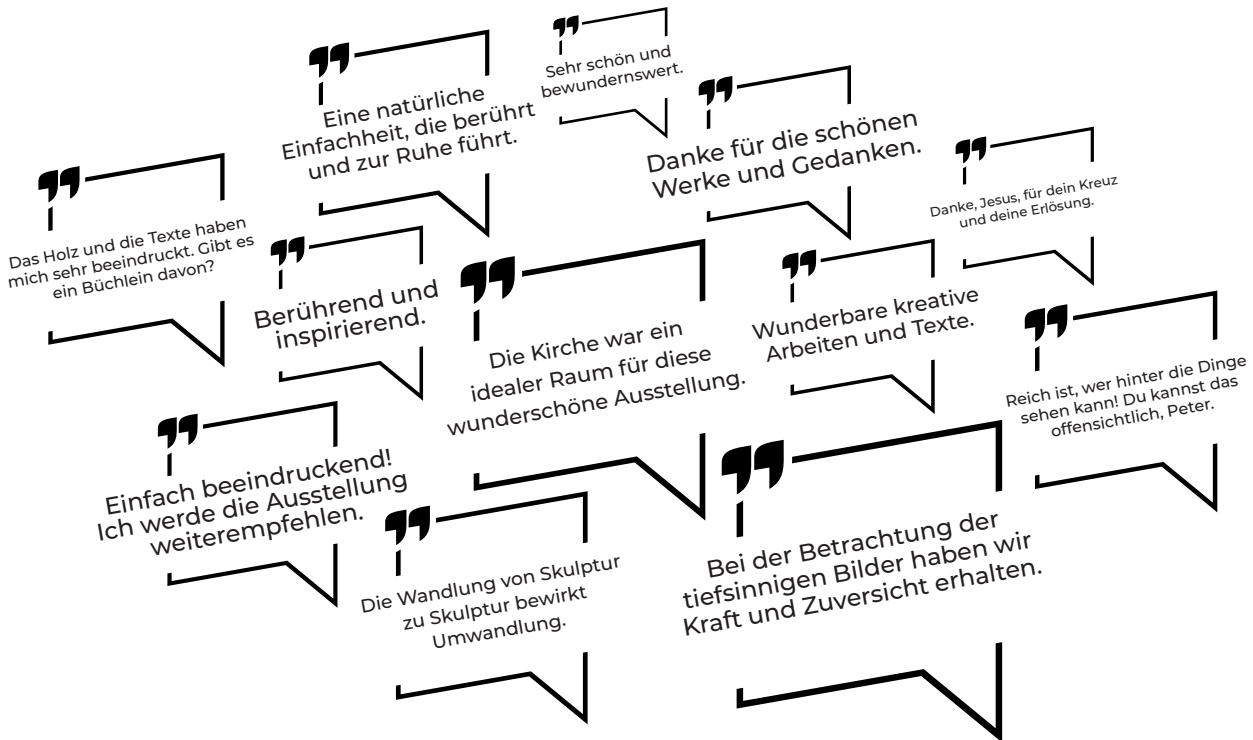 Sehr schön und
bewundernswert.
Eine natürliche
Einfachheit, die berührt
und zur Ruhe führt.
Danke für die schönen
Werke und Gedanken.
Danke, Jesus, für dein Kreuz
und deine Erlösung.
Das Holz und die Texte haben
mich sehr beeindruckt. Gibt es
ein Büchlein davon?
Berührend und
inspirierend.
Die Kirche war ein
idealer Raum für diese
wunderschöne Ausstellung.
Wunderbare kreative
Arbeiten und Texte.
Reich ist, wer hinter die Dinge
sehen kann! Du kannst das
offensichtlich, Peter.
Einfach beeindruckend!
Ich werde die Ausstellung
weiterempfehlen.
Die Wandlung von Skulptur
zu Skulptur bewirkt
Umwandlung.
Bei der Betrachtung der
tiefsinnigen Bilder haben wir
Kraft und Zuversicht erhalten.